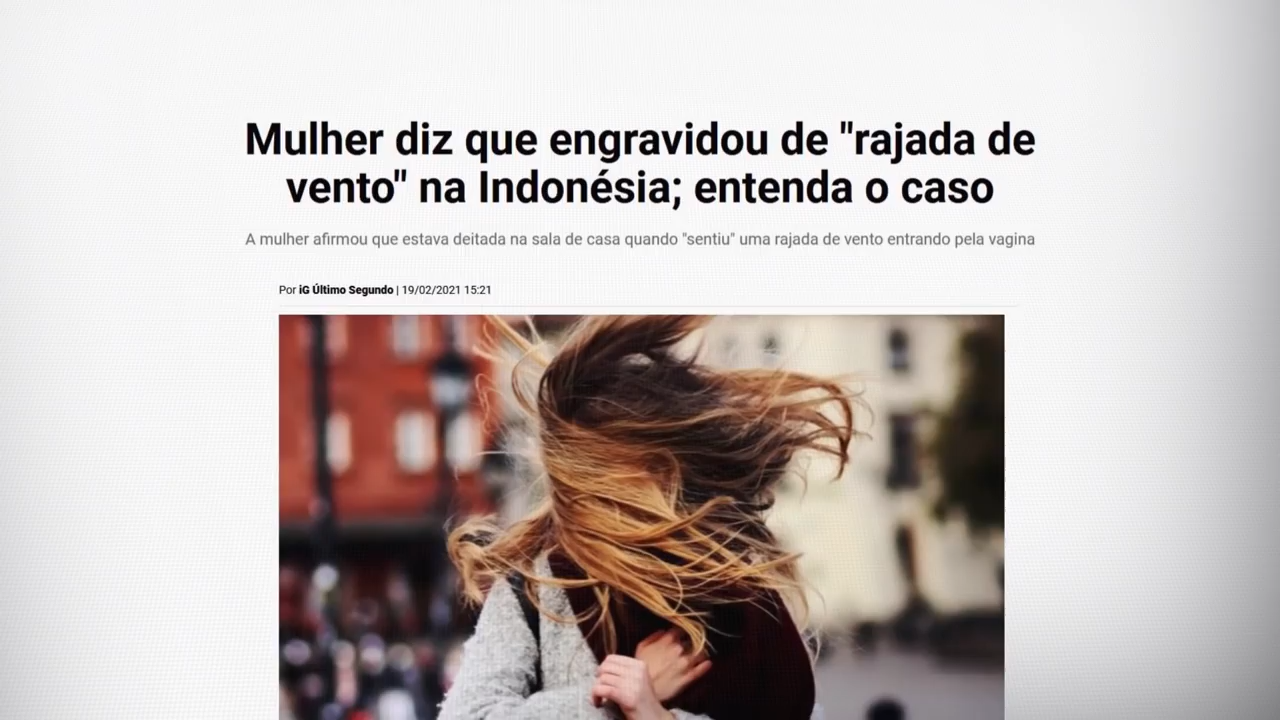 Mulher diz que engravidou de "rajada de
vento" na Indonésia; entenda o caso
A mulher afirmou que estava deitada na sala de casa quando "sentiu" uma rajada de vento entrando pela vagina
Por iG Último Segundo | 19/02/2021 15:21